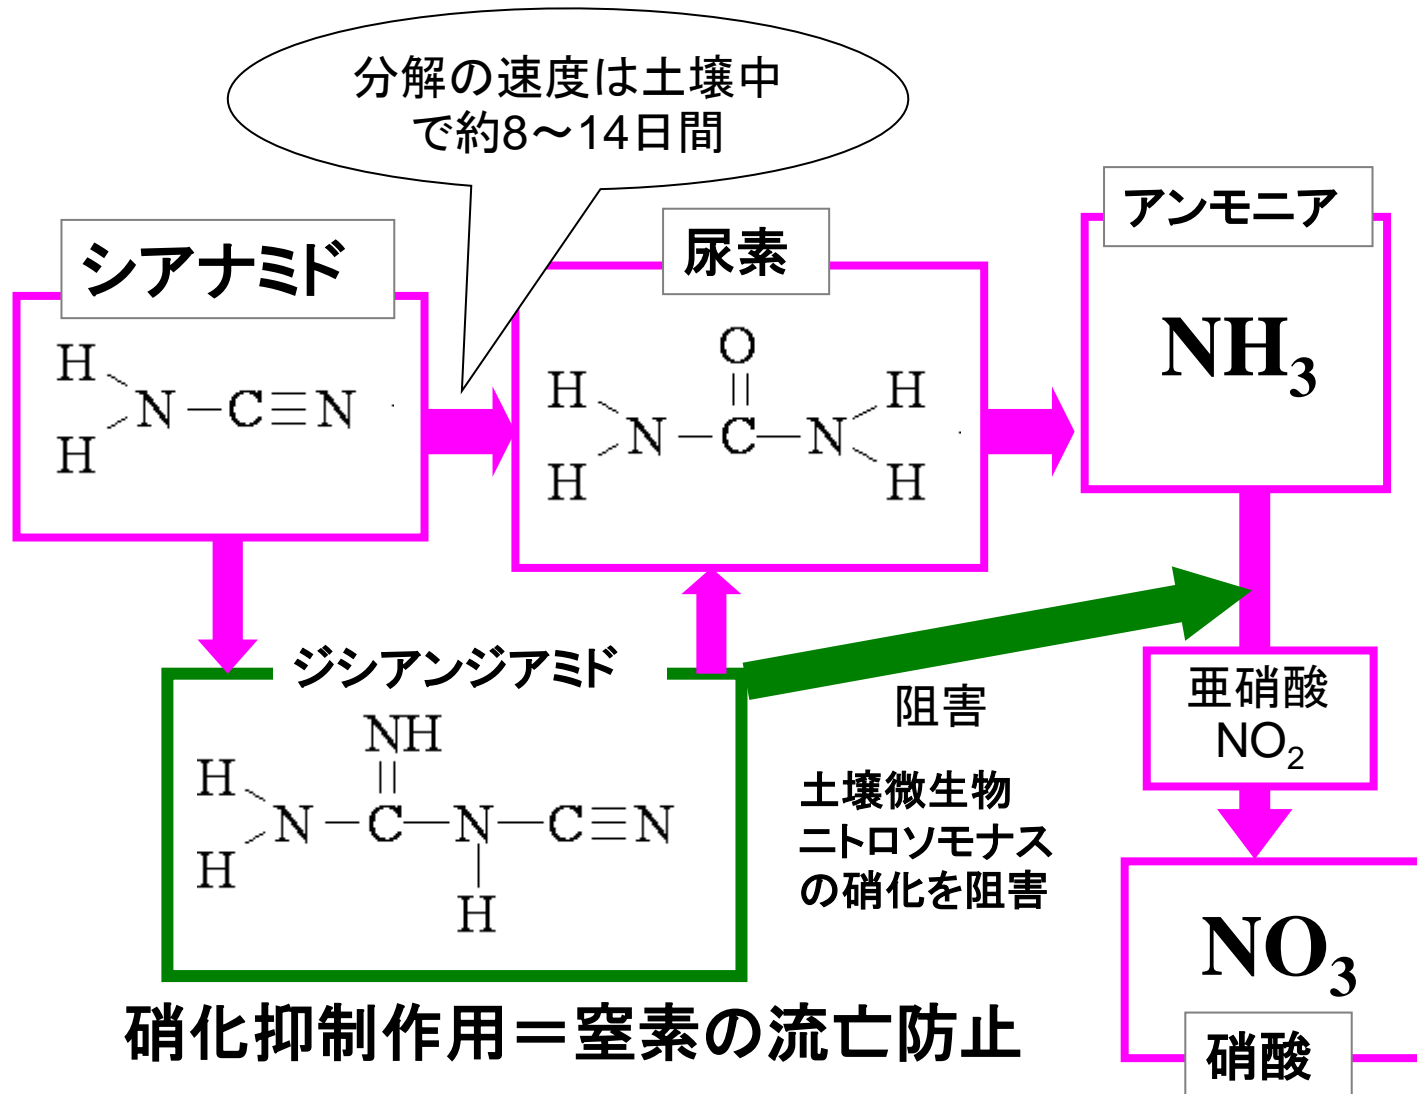 分解の速度は土壌中
で約8～14日間
シアナミド
H
N－C≡N
H
尿素
O
H H
N－C－N
H H
アンモニア
NH₃
ジシアンジアミド
NH
H
N－C－N－C≡N
H
H
阻害
土壌微生物
ニトロソモナス
の硝化を阻害
亜硝酸
NO₂
NO₃
硝酸
硝化抑制作用＝窒素の流亡防止